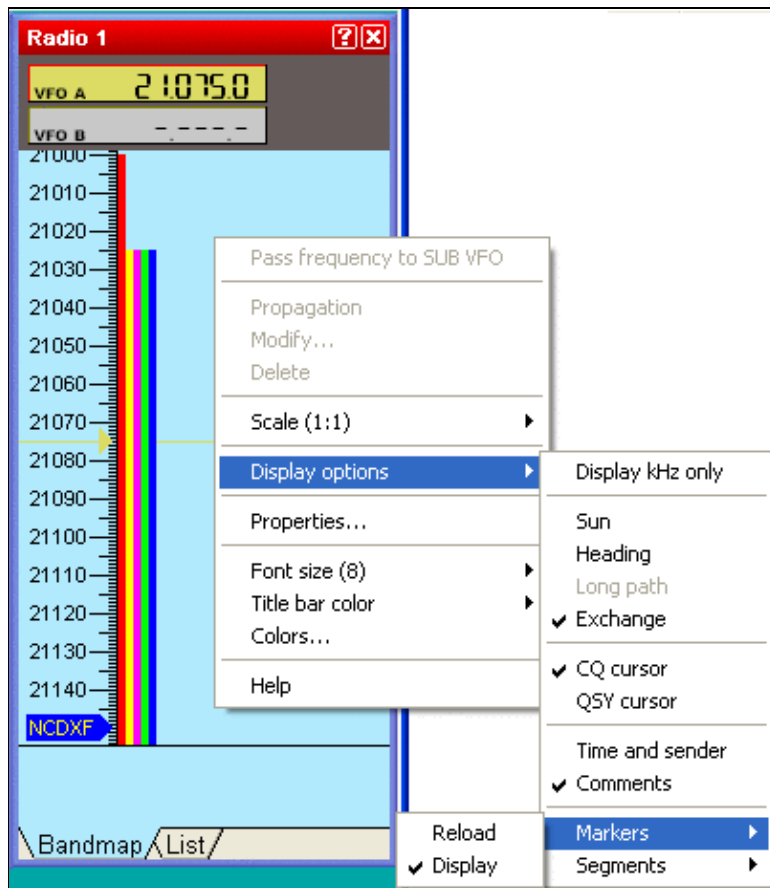 Radio 1
VFO A 21.075.0
VFO B -.---.-
21000
21010
21020
21030
21040
21050
21060
21070
21080
21090
21100
21110
21120
21130
21140
NCDXF
Bandmap List
Pass frequency to SUB VFO
Propagation
Modify...
Delete
Scale (1:1)
Display options
Properties...
Font size (8)
Title bar color
Colors...
Help
Display kHz only
Sun
Heading
Long path
Exchange
CQ cursor
QSY cursor
Time and sender
Comments
Markers
Segments
Reload
Display